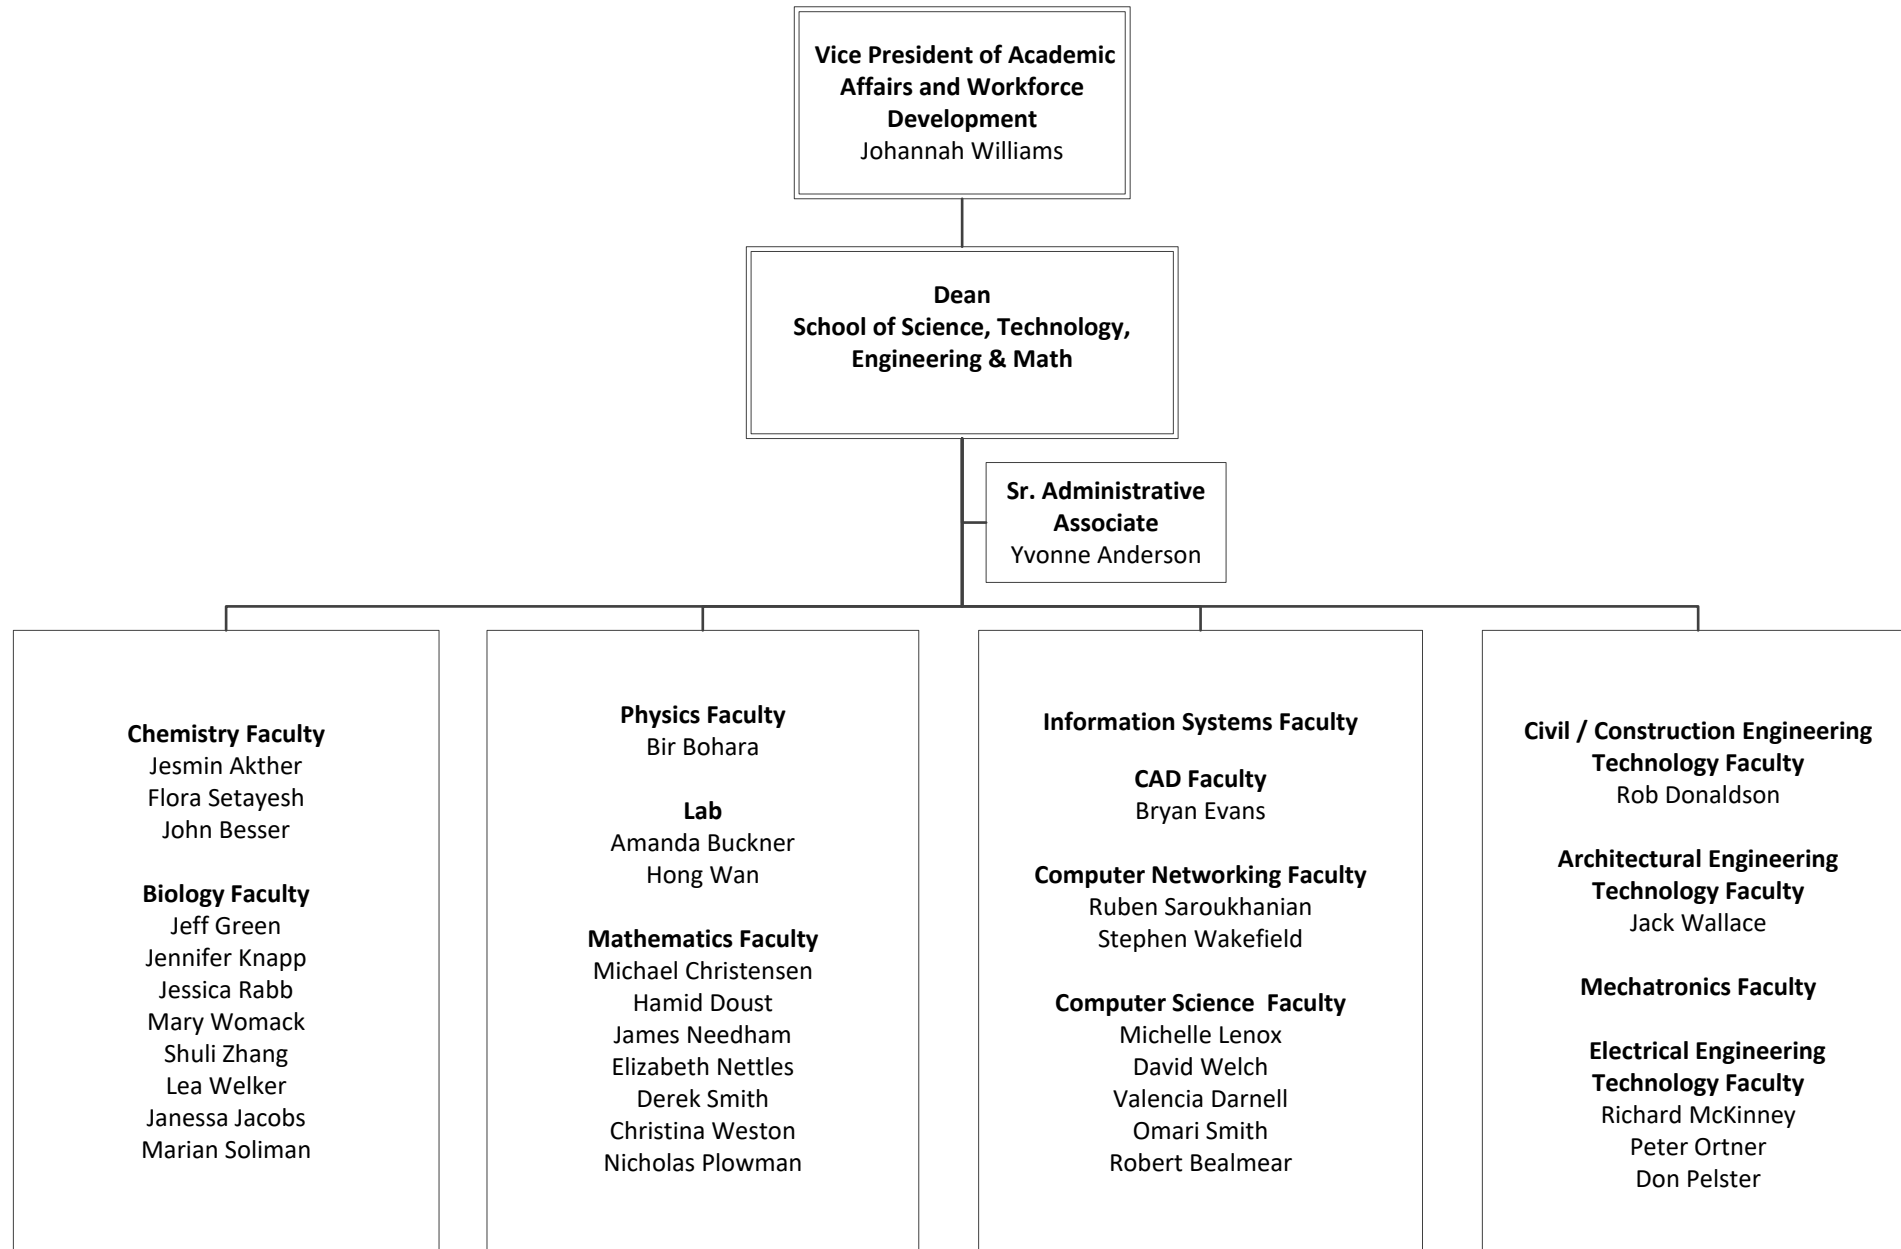 Vice President of Academic
Affairs and Workforce
Development
Johannah Williams
Dean
School of Science, Technology,
Engineering & Math
Sr. Administrative
Associate
Yvonne Anderson
Chemistry Faculty
Jesmin Akther
Flora Setayesh
John Besser
Biology Faculty
Jeff Green
Jennifer Knapp
Jessica Rabb
Mary Womack
Shuli Zhang
Lea Welker
Janessa Jacobs
Marian Soliman
Physics Faculty
Bir Bohara
Lab
Amanda Buckner
Hong Wan
Mathematics Faculty
Michael Christensen
Hamid Doust
James Needham
Elizabeth Nettles
Derek Smith
Christina Weston
Nicholas Plowman
Information Systems Faculty
CAD Faculty
Bryan Evans
Computer Networking Faculty
Ruben Saroukhanian
Stephen Wakefield
Computer Science  Faculty
Michelle Lenox
David Welch
Valencia Darnell
Omari Smith
Robert Bealmear
Civil / Construction Engineering
Technology Faculty
Rob Donaldson
Architectural Engineering
Technology Faculty
Jack Wallace
Mechatronics Faculty
Electrical Engineering
Technology Faculty
Richard McKinney
Peter Ortner
Don Pelster